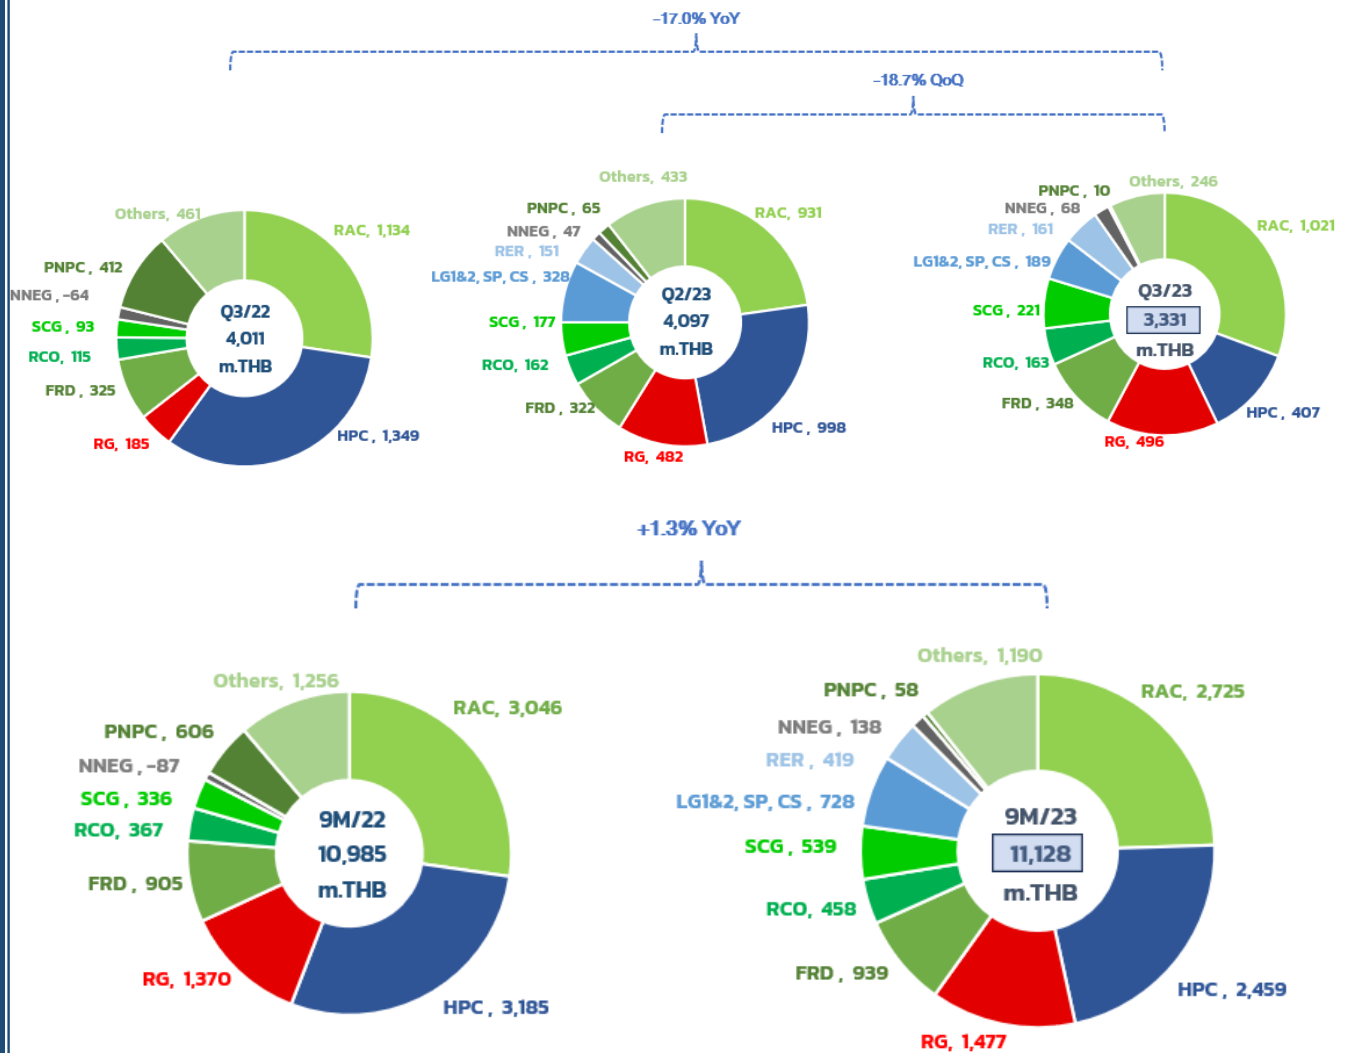 -17.0% YoY
-18.7% QoQ
Others, 461
RAC, 1,134
PNPC , 412
NNEG , -64
SCG , 93
RCO, 115
FRD , 325
RG, 185
HPC , 1,349
Q3/22
4,011
m.THB
Others, 433
RAC, 931
PNPC , 65
NNEG , 47
RER , 151
LG1&2, SP, CS , 328
SCG , 177
RCO, 162
FRD , 322
RG, 482
HPC , 998
Q2/23
4,097
m.THB
Others, 246
RAC, 1,021
PNPC , 10
NNEG , 68
RER , 161
LG1&2, SP, CS , 189
SCG , 221
RCO, 163
FRD , 348
RG, 496
HPC , 407
Q3/23
3,331
m.THB
+1.3% YoY
Others, 1,256
RAC, 3,046
PNPC , 606
NNEG , -87
SCG , 336
RCO, 367
FRD , 905
RG, 1,370
HPC , 3,185
9M/22
10,985
m.THB
Others, 1,190
RAC, 2,725
PNPC , 58
NNEG , 138
RER , 419
LG1&2, SP, CS , 728
SCG , 539
RCO, 458
FRD , 939
RG, 1,477
HPC , 2,459
9M/23
11,128
m.THB